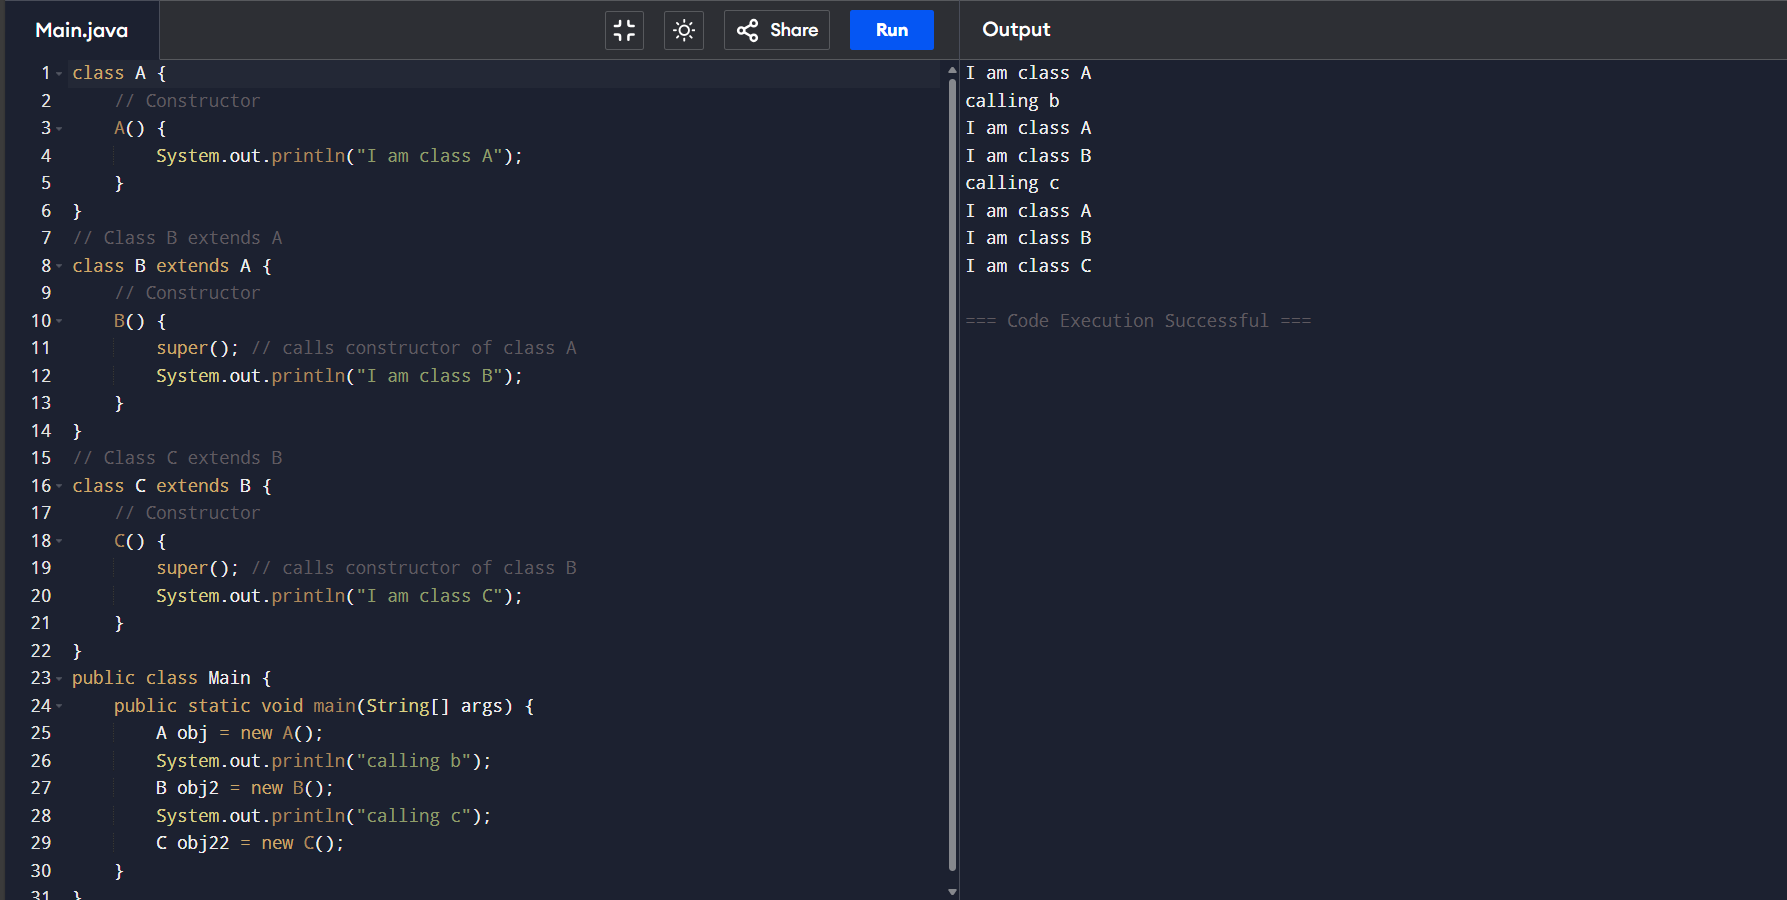 Main.java
Share
Run
Output
1 class A {
2     // Constructor
3     A() {
4         System.out.println("I am class A");
5     }
6 }
7 // Class B extends A
8 class B extends A {
9     // Constructor
10     B() {
11         super(); // calls constructor of class A
12         System.out.println("I am class B");
13     }
14 }
15 // Class C extends B
16 class C extends B {
17     // Constructor
18     C() {
19         super(); // calls constructor of class B
20         System.out.println("I am class C");
21     }
22 }
23 public class Main {
24     public static void main(String[] args) {
25         A obj = new A();
26         System.out.println("calling b");
27         B obj2 = new B();
28         System.out.println("calling c");
29         C obj22 = new C();
30     }
31 }
I am class A
calling b
I am class A
I am class B
calling c
I am class A
I am class B
I am class C
=== Code Execution Successful ===